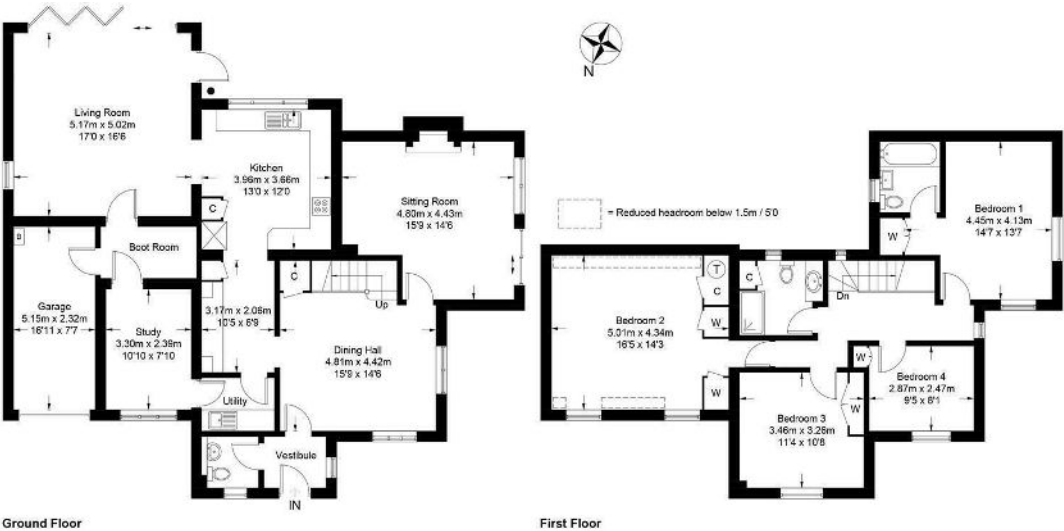 Living Room
5.17m x 5.02m
17'0 x 16'6
N
Kitchen
3.96m x 3.66m
13'0 x 12'0
C
Sitting Room
4.80m x 4.43m
15'9 x 14'6
Boot Room
B
Garage
5.15m x 2.32m
16'11 x 7'7
Study
3.30m x 2.39m
10'10 x 7'10
3.17m x 2.06m
10'5 x 6'9
C
Up
Dining Hall
4.81m x 4.42m
15'9 x 14'6
Utility
Vestibule
IN
Ground Floor
= Reduced headroom below 1.5m / 5'0
Bedroom 1
4.45m x 4.13m
14'7 x 13'7
W
T
C
C
Dn
Bedroom 2
5.01m x 4.34m
16'5 x 14'3
W
W
W
Bedroom 4
2.87m x 2.47m
9'5 x 8'1
Bedroom 3
3.46m x 3.26m
11'4 x 10'8
W
First Floor